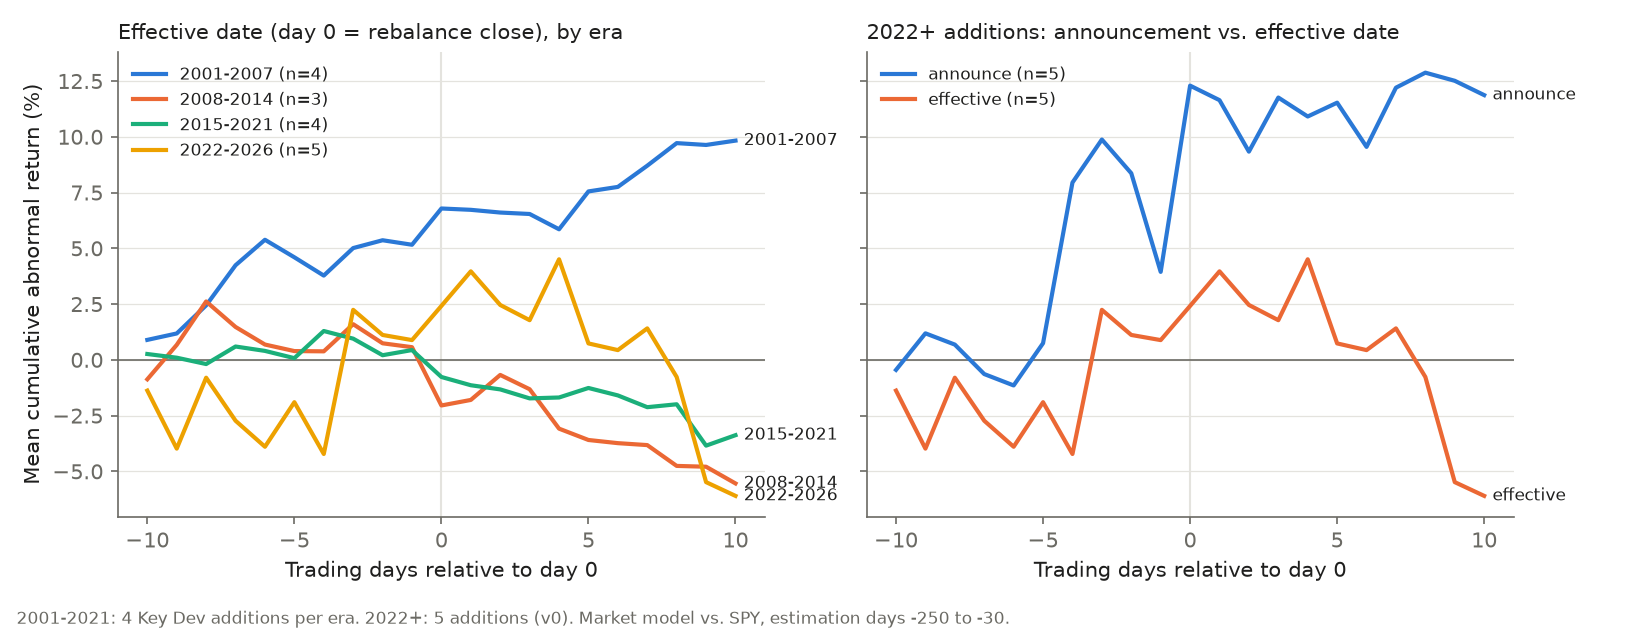 Effective date (day 0 = rebalance close), by era
Mean cumulative abnormal return (%)
12.5
10.0
7.5
5.0
2.5
0.0
−2.5
−5.0
2001-2007 (n=4)
2008-2014 (n=3)
2015-2021 (n=4)
2022-2026 (n=5)
2001-2007
2015-2021
2008-2014
2022-2026
−10
−5
0
5
10
Trading days relative to day 0
2022+ additions: announcement vs. effective date
announce (n=5)
effective (n=5)
announce
effective
−10
−5
0
5
10
Trading days relative to day 0
2001-2021: 4 Key Dev additions per era. 2022+: 5 additions (v0). Market model vs. SPY, estimation days -250 to -30.